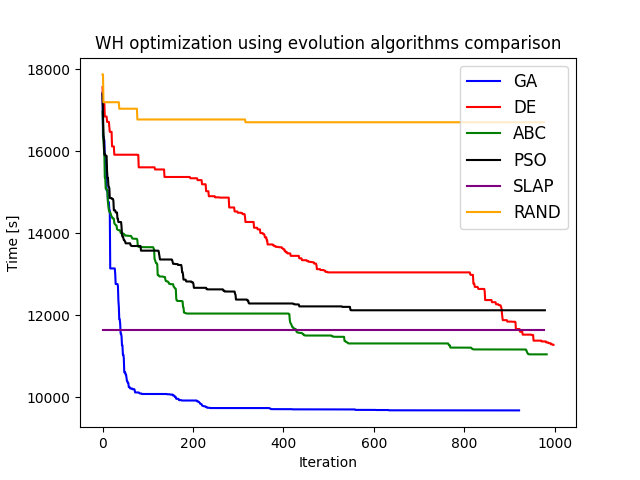 WH optimization using evolution algorithms comparison
18000
16000
14000
12000
10000
Time [s]
GA
DE
ABC
PSO
SLAP
RAND
0
200
400
600
800
1000
Iteration